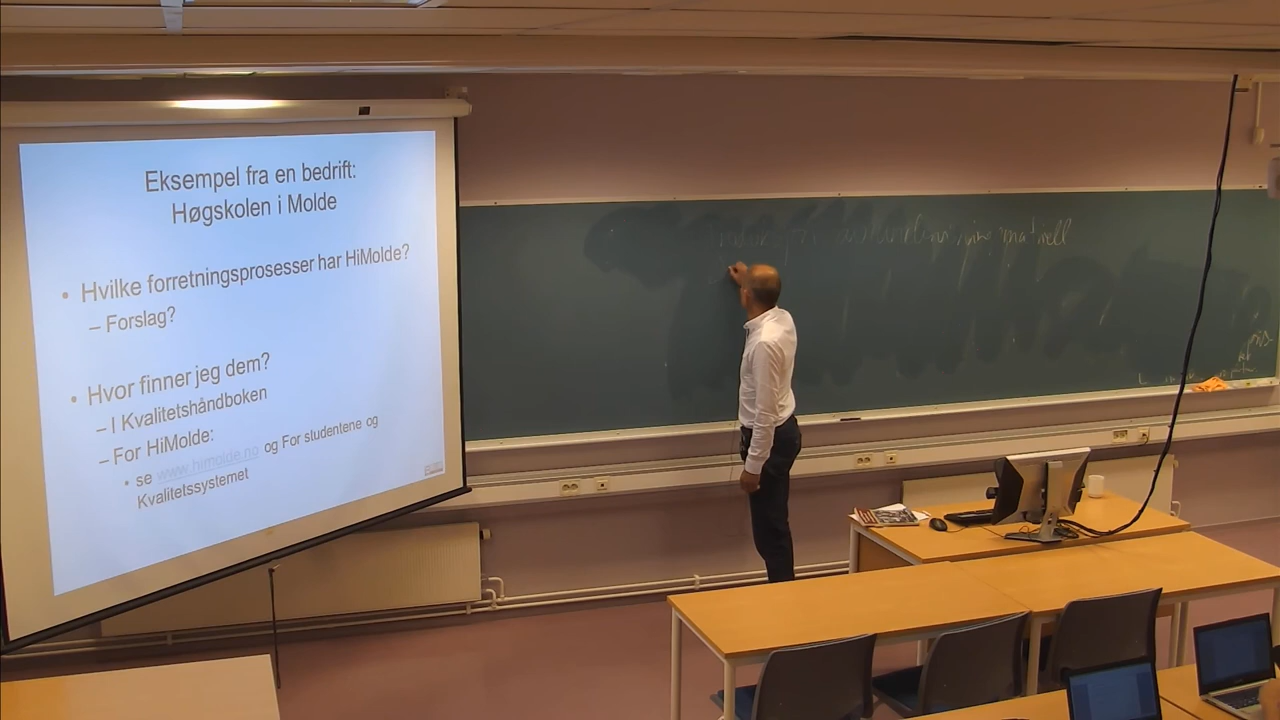 Eksempel fra en bedrift:
Høgskolen i Molde
• Hvilke forretningsprosesser har HiMolde?
– Forslag?
• Hvor finner jeg dem?
– I Kvalitetshåndboken
– For HiMolde:
• se www.himolde.no og For studentene og
Kvalitetssystemet